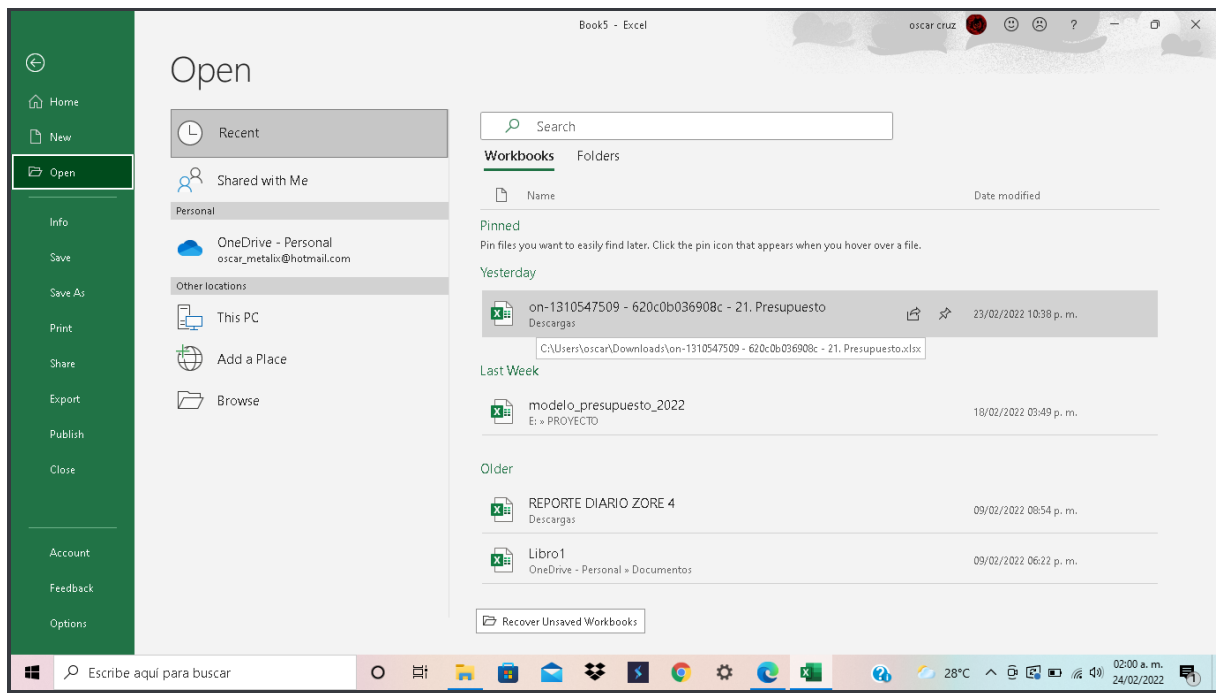 Book5 - Excel
oscar cruz
?
Open
Home
New
Open
Info
Save
Save As
Print
Share
Export
Publish
Close
Account
Feedback
Options
Recent
Shared with Me
Personal
OneDrive - Personal
oscar_metalix@hotmail.com
Other locations
This PC
Add a Place
Browse
Search
Workbooks Folders
Name Date modified
Pinned
Pin files you want to easily find later. Click the pin icon that appears when you hover over a file.
Yesterday
on-1310547509 - 620c0b036908c - 21. Presupuesto
Descargas
23/02/2022 10:38 p. m.
C:\Users\oscar\Downloads\on-1310547509 - 620c0b036908c - 21. Presupuesto.xlsx
Last Week
modelo_presupuesto_2022
E: » PROYECTO
18/02/2022 03:49 p. m.
Older
REPORTE DIARIO ZORE 4
Descargas
09/02/2022 08:54 p. m.
Libro1
OneDrive - Personal » Documentos
09/02/2022 06:22 p. m.
Recover Unsaved Workbooks
Escribe aquí para buscar
28°C
02:00 a. m.
24/02/2022
1